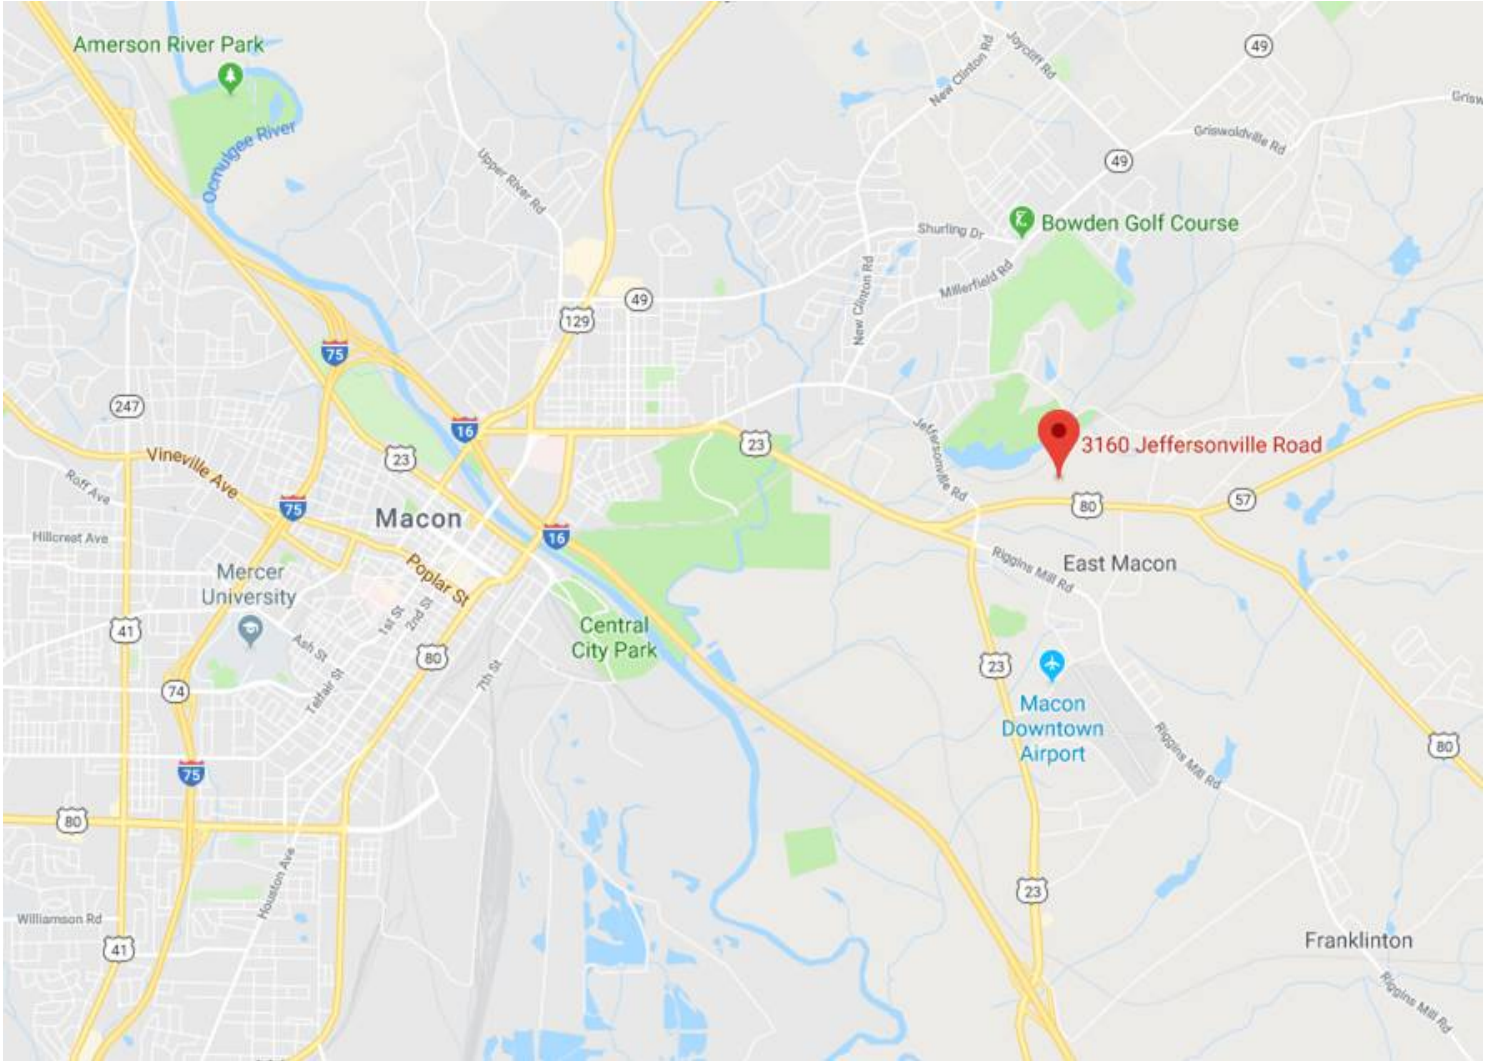 Amerson River Park
Ocmulgee River
49
New Clinton Rd
Joycliff Rd
Griswoldville Rd
49
Upper River Rd
Shurling Dr
Bowden Golf Course
Millerfield Rd
New Clinton Rd
49
129
75
247
16
23
23
Jeffersonville Rd
3160 Jeffersonville Road
Vineville Ave
Roff Ave
75
57
80
Macon
16
Hillcrest Ave
Riggins Mill Rd
East Macon
Mercer
University
Poplar St
1st St
2nd St
41
Ash St
80
Central
City Park
7th St
23
74
Telfair St
Macon
Downtown
Airport
Riggins Mill Rd
80
75
80
Houston Ave
23
Williamson Rd
41
Franklinton
Riggins Mill Rd